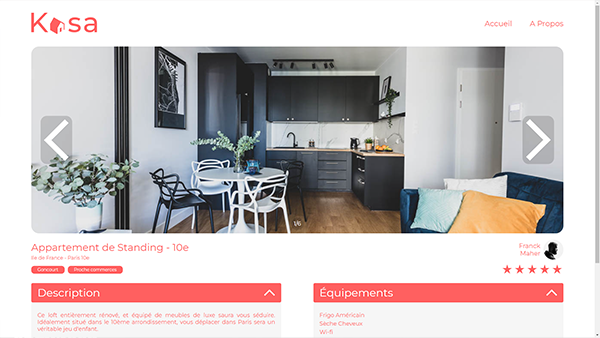 Kasa
Accueil
A Propos
1/6
Appartement de Standing - 10e
Ile de France - Paris 10e
Goncourt
Proche commerces
Franck
Maher
Description
Équipements
Ce loft entièrement rénové, et équipé de meubles de luxe saura vous séduire.
Idéalement situé dans le 10ème arrondissement, vous déplacer dans Paris sera un
véritable jeu d'enfant.
Frigo Américain
Sèche Cheveux
Wi-fi